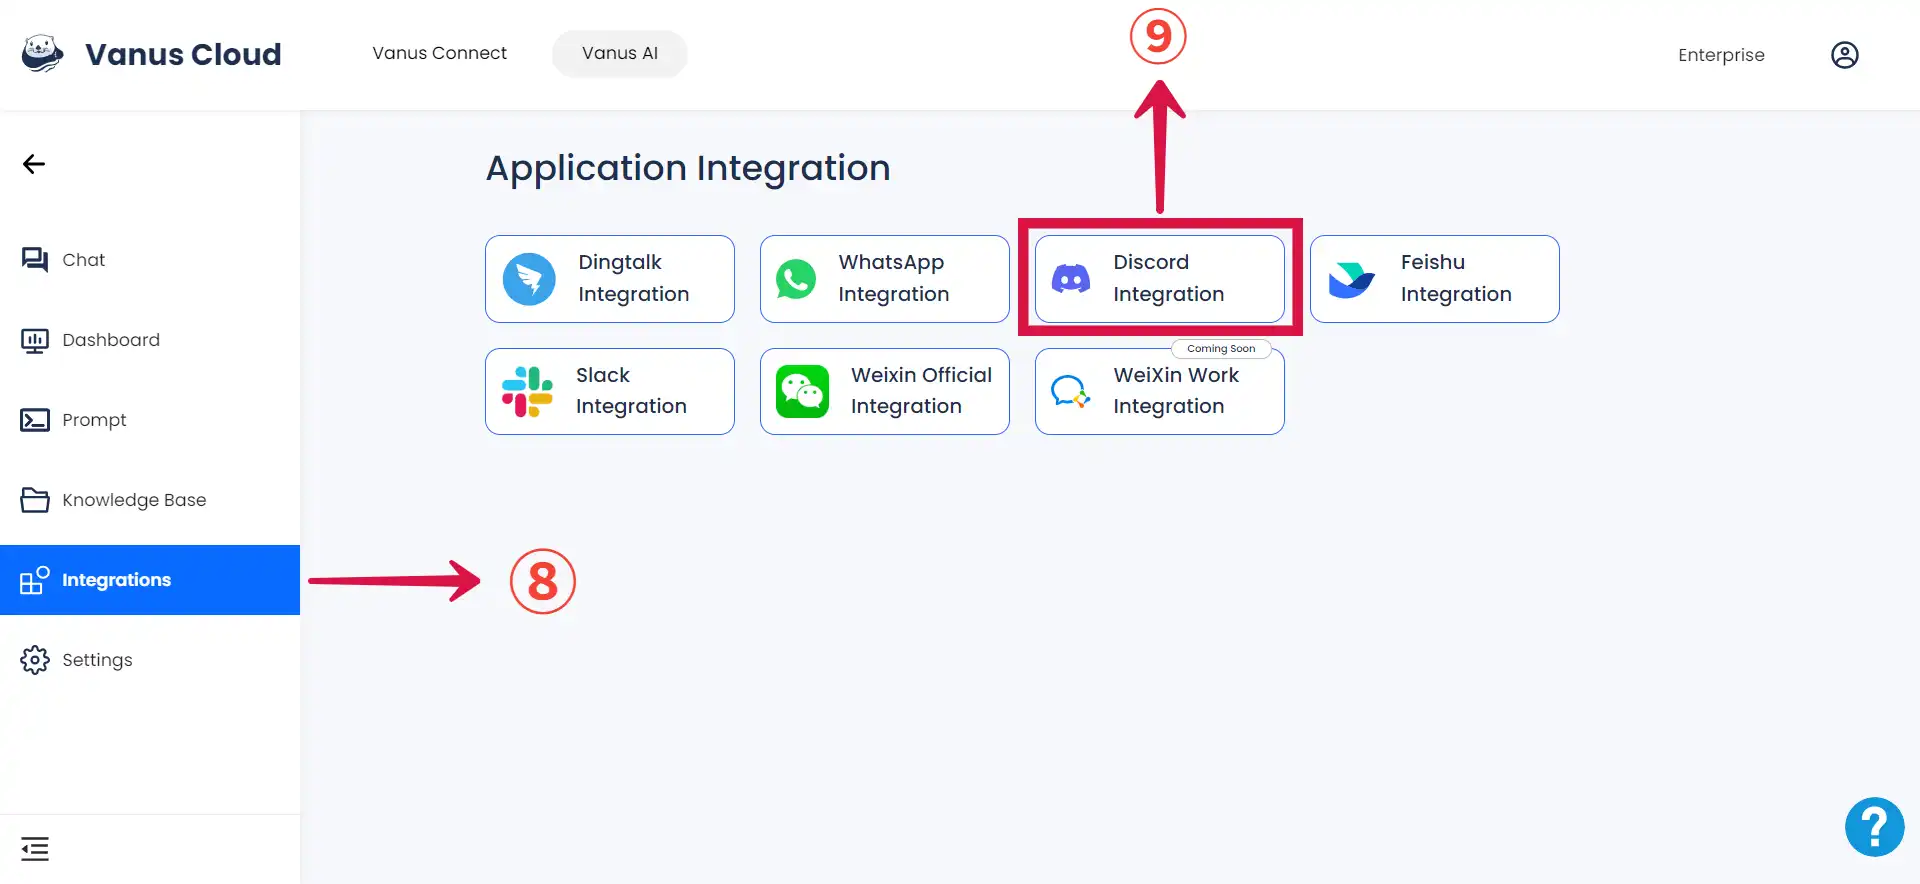 Vanus Cloud
Vanus Connect
Vanus AI
⑨
Enterprise
Application Integration
Chat
Dashboard
Prompt
Knowledge Base
Integrations
Settings
Dingtalk
Integration
WhatsApp
Integration
Discord
Integration
Feishu
Integration
Slack
Integration
Weixin Official
Integration
Coming Soon
WeiXin Work
Integration
⑧
?